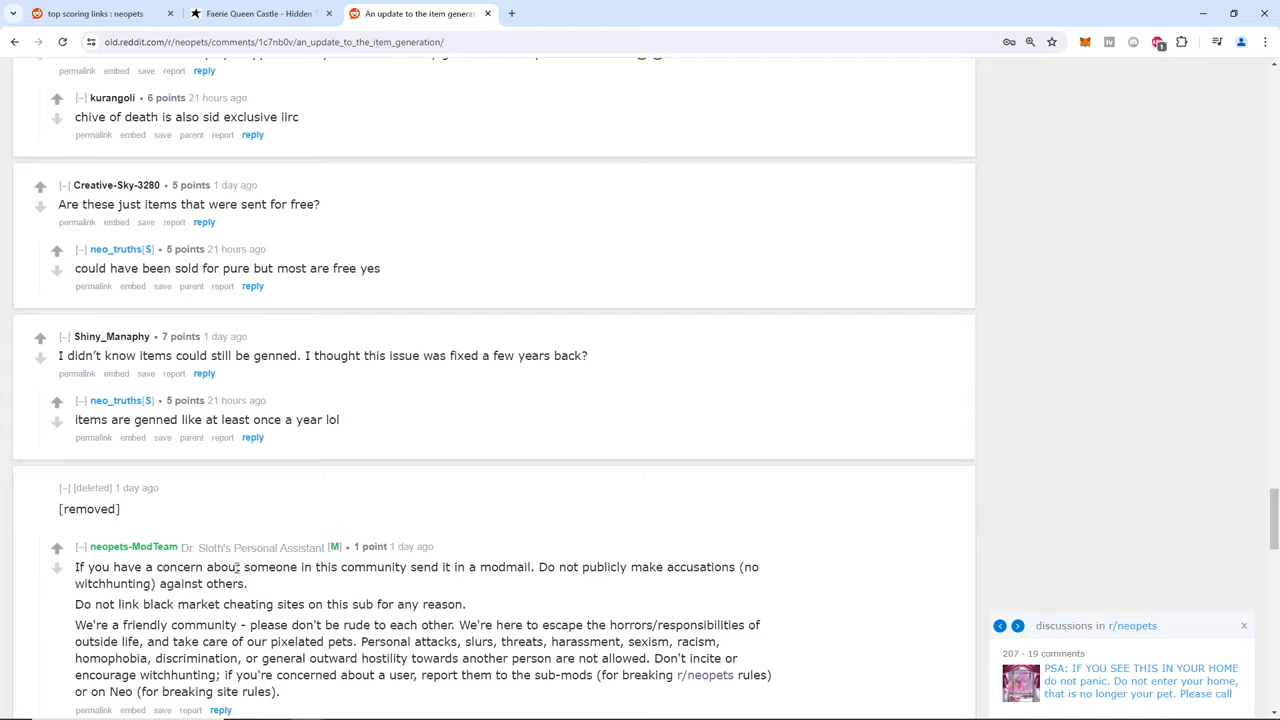 top scoring links : neopets
Faerie Queen Castle - Hidden
An update to the item generat
old.reddit.com/r/neopets/comments/1c7nb0v/an_update_to_the_item_generation/
permalink embed save report reply
[–] kurangoli • 6 points 21 hours ago
chive of death is also sid exclusive iirc
permalink embed save parent report reply
[–] Creative-Sky-3280 • 5 points 1 day ago
Are these just items that were sent for free?
permalink embed save report reply
[–] neo_truths[S] • 5 points 21 hours ago
could have been sold for pure but most are free yes
permalink embed save parent report reply
[–] Shiny_Manaphy • 7 points 1 day ago
I didn’t know items could still be genned. I thought this issue was fixed a few years back?
permalink embed save report reply
[–] neo_truths[S] • 5 points 21 hours ago
items are genned like at least once a year lol
permalink embed save parent report reply
[–] [deleted] 1 day ago
[removed]
[–] neopets-ModTeam Dr. Sloth's Personal Assistant [M] • 1 point 1 day ago
If you have a concern about someone in this community send it in a modmail. Do not publicly make accusations (no
witchhunting) against others.
Do not link black market cheating sites on this sub for any reason.
We're a friendly community - please don't be rude to each other. We're here to escape the horrors/responsibilities of
outside life, and take care of our pixelated pets. Personal attacks, slurs, threats, harassment, sexism, racism,
homophobia, discrimination, or general outward hostility towards another person are not allowed. Don't incite or
encourage witchhunting; if you're concerned about a user, report them to the sub-mods (for breaking r/neopets rules)
or on Neo (for breaking site rules).
permalink embed save report reply
discussions in r/neopets X
207 · 19 comments
PSA: IF YOU SEE THIS IN YOUR HOME
do not panic. Do not enter your home,
that is no longer your pet. Please call